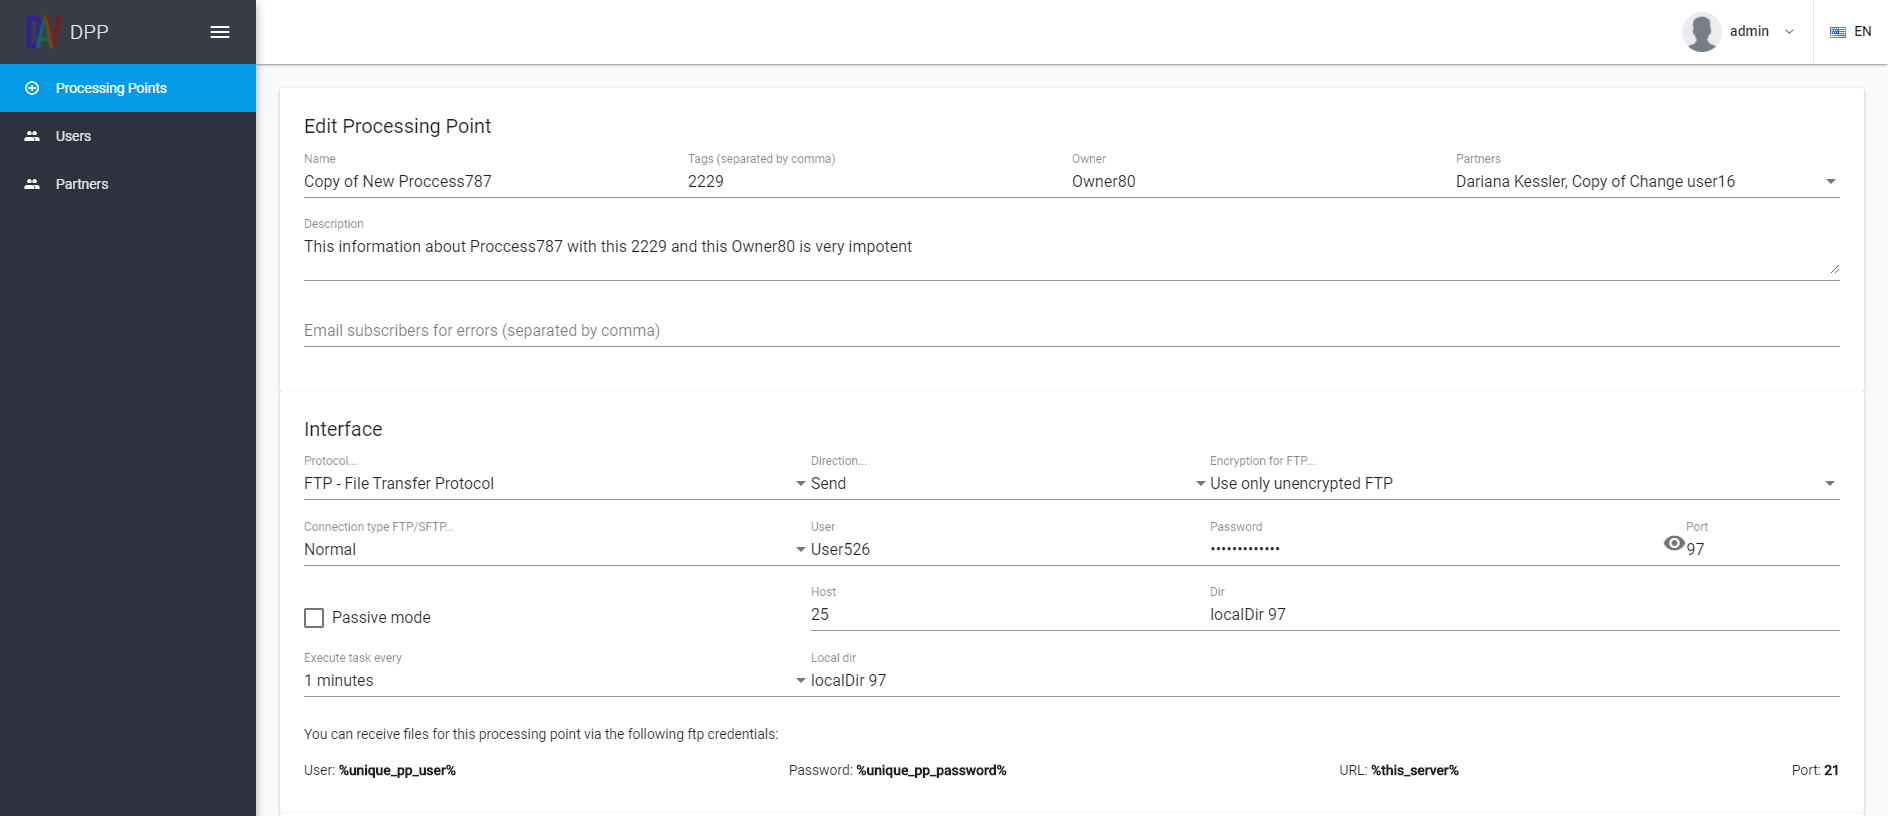 DAV DPP
admin
EN
Processing Points
Users
Partners
Edit Processing Point
Name Tags (separated by comma) Owner Partners
Copy of New Proccess787 2229 Owner80 Dariana Kessler, Copy of Change user16
Description
This information about Proccess787 with this 2229 and this Owner80 is very impotent
Email subscribers for errors (separated by comma)
Interface
Protocol... Direction... Encryption for FTP...
FTP - File Transfer Protocol Send Use only unencrypted FTP
Connection type FTP/SFTP... User Password Port
Normal User526 ••••••••••••• 97
Host Dir
Passive mode 25 localDir 97
Execute task every Local dir
1 minutes localDir 97
You can receive files for this processing point via the following ftp credentials:
User: %unique_pp_user% Password: %unique_pp_password% URL: %this_server% Port: 21